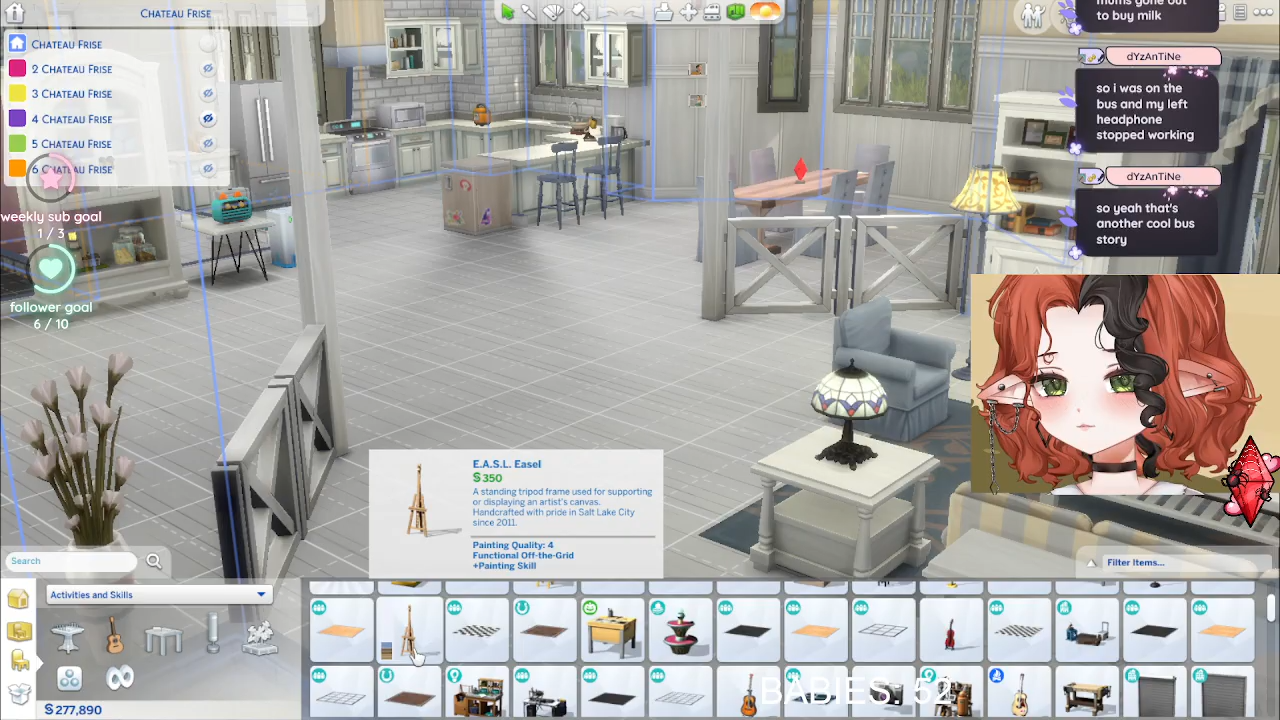 CHATEAU FRISE
CHATEAU FRISE
2 CHATEAU FRISE
3 CHATEAU FRISE
4 CHATEAU FRISE
5 CHATEAU FRISE
6 CHATEAU FRISE
weekly sub goal
1 / 3
follower goal
6 / 10
moms gone out
to buy milk
dYzAnTiNe
so i was on the
bus and my left
headphone
stopped working
dYzAnTiNe
so yeah that's
another cool bus
story
E.A.S.L. Easel
$350
A standing tripod frame used for supporting
or displaying an artist's canvas.
Handcrafted with pride in Salt Lake City
since 2011.
Painting Quality: 4
Functional Off-the-Grid
+Painting Skill
Search
Filter Items...
Activities and Skills
BABIES: 52
$277,890